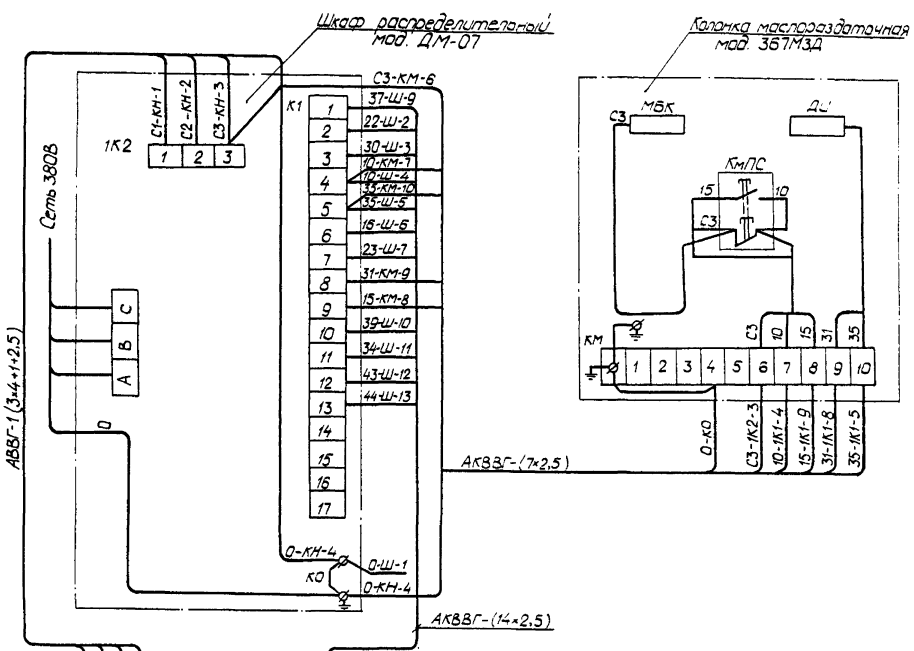 Шкаф распределительный
мод. ДМ-07
Колонка маслораздаточная
мод. 367МЗД
1К2
С1-КН-1
С2-КН-2
С3-КН-3
1 2 3
Сеть 380В
С
В
А
0
АВВГ-1 (3×4+1×2,5)
С3-КМ-6
К1
1
2
3
4
5
6
7
8
9
10
11
12
13
14
15
16
17
37-Ш-9
22-Ш-2
30-Ш-3
10-КМ-7
10-Ш-4
35-КМ-10
35-Ш-5
16-Ш-6
23-Ш-7
31-КМ-9
15-КМ-8
39-Ш-10
34-Ш-11
43-Ш-12
44-Ш-13
0-КН-4
КО
0-Ш-1
0-КН-4
АКВВГ-(14×2,5)
АКВВГ-(7×2,5)
С3
МБК
ДЦ
КмПС
15 10
С3
С3 10 15 31 35
КМ
1 2 3 4 5 6 7 8 9 10
0-КО
С3-1К2-3
10-1К1-4
15-1К1-9
31-1К1-8
35-1К1-5